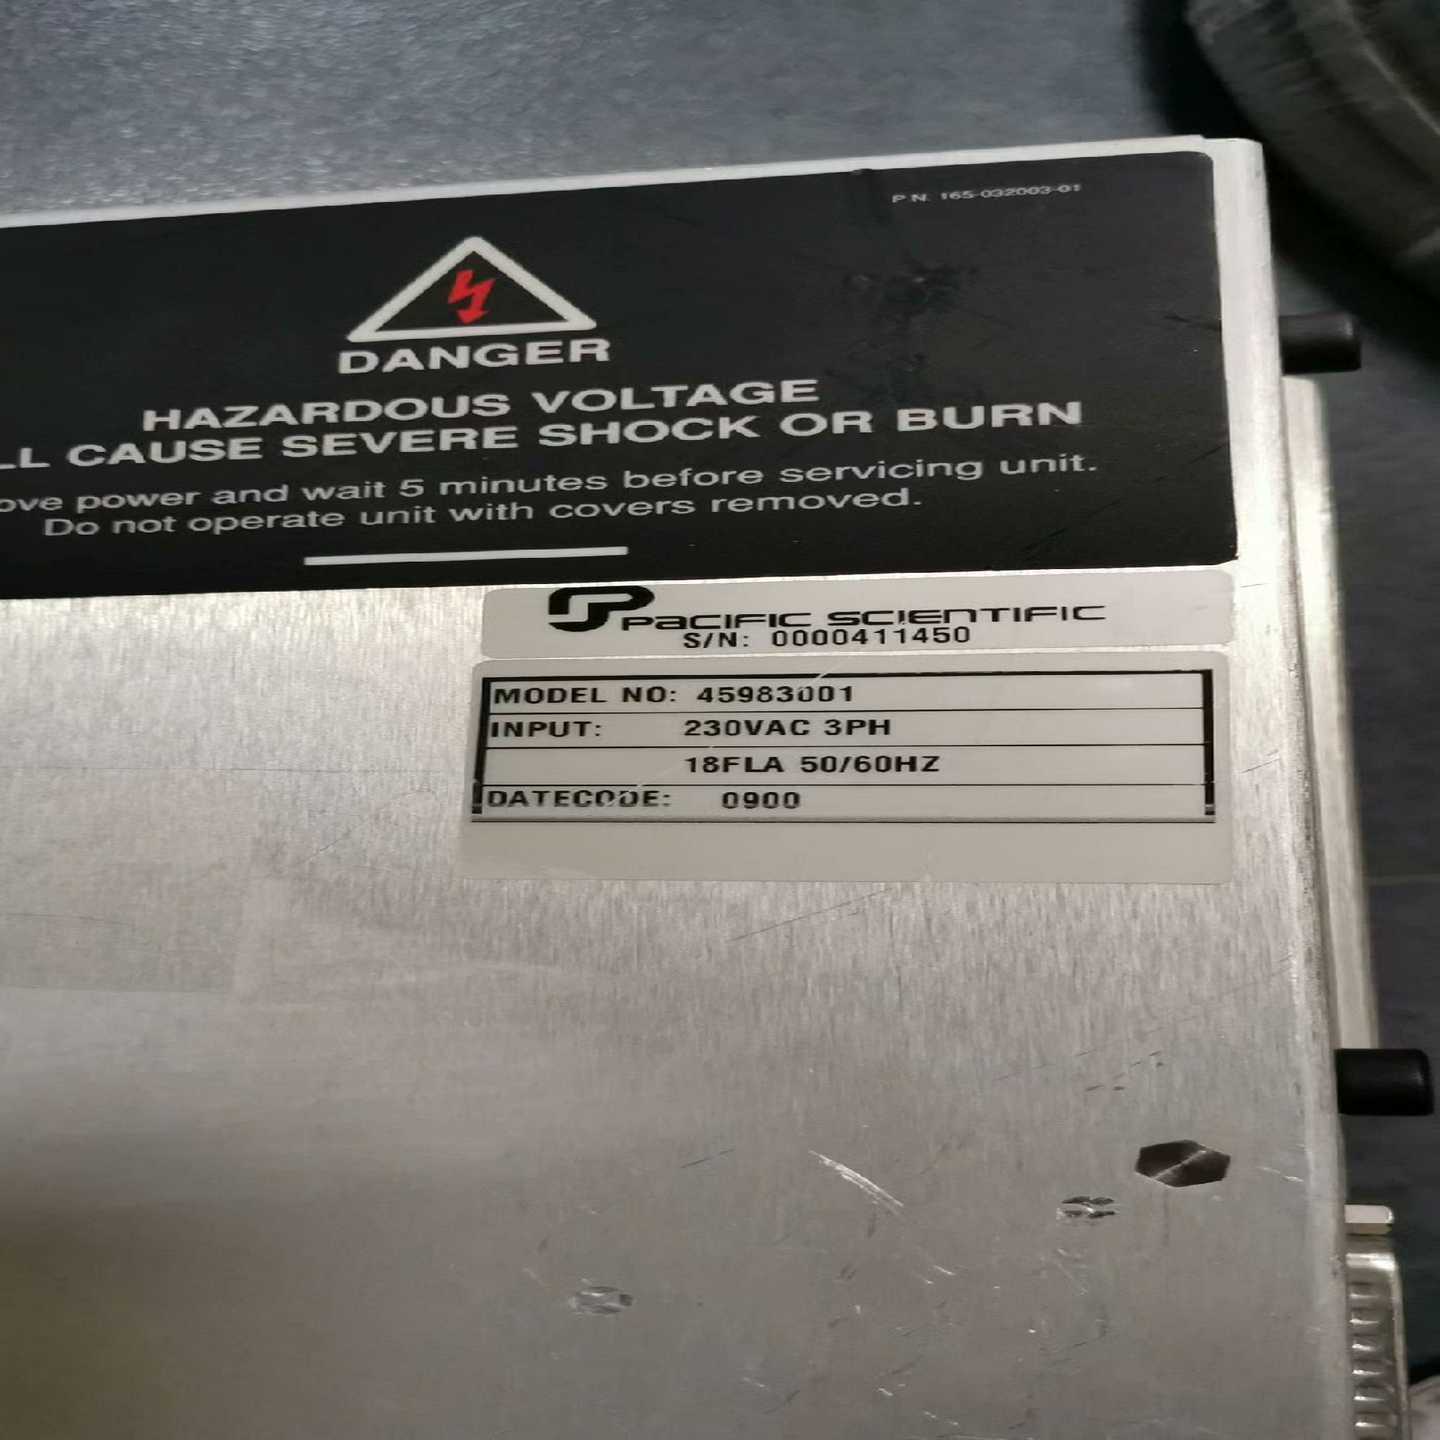 P.N. 165-032003-01
DANGER
HAZARDOUS VOLTAGE
LL CAUSE SEVERE SHOCK OR BURN
ove power and wait 5 minutes before servicing unit.
Do not operate unit with covers removed.
PACIFIC SCIENTIFIC
S/N: 0000411450
MODEL NO: 45983001
INPUT: 230VAC 3PH
18FLA 50/60HZ
DATECODE: 0900